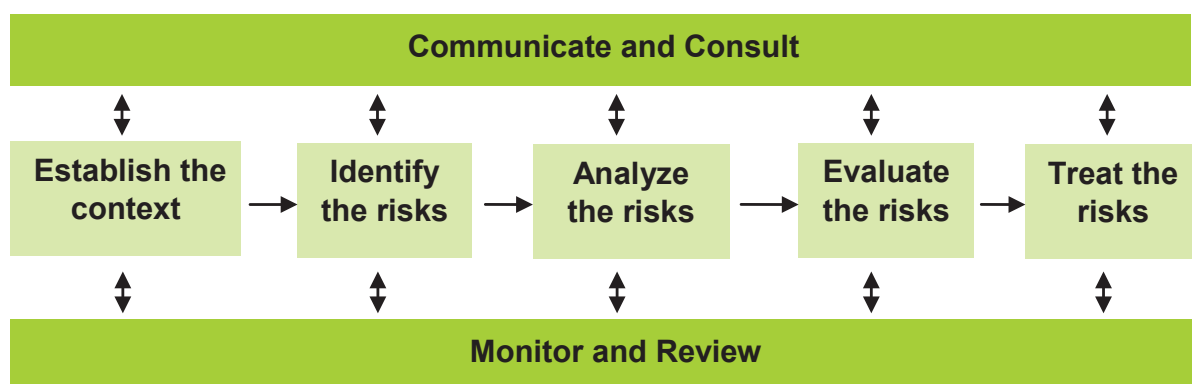 Communicate and Consult
Establish the
context
Identify
the risks
Analyze
the risks
Evaluate
the risks
Treat the
risks
Monitor and Review